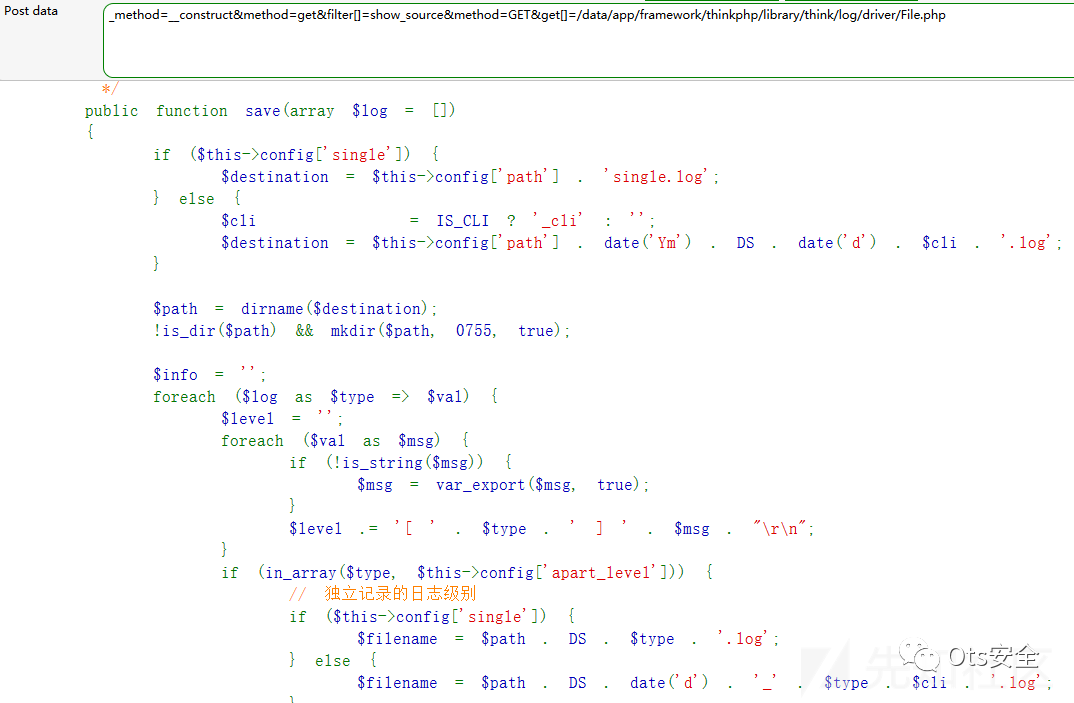 Post data
_method=__construct&method=get&filter[]=show_source&method=GET&get[]=/data/app/framework/thinkphp/library/think/log/driver/File.php
*/
public function save(array $log = [])
{
if ($this->config['single']) {
$destination = $this->config['path'] . 'single.log';
} else {
$cli = IS_CLI ? '_cli' : '';
$destination = $this->config['path'] . date('Ym') . DS . date('d') . $cli . '.log';
}
$path = dirname($destination);
!is_dir($path) && mkdir($path, 0755, true);
$info = '';
foreach ($log as $type => $val) {
$level = '';
foreach ($val as $msg) {
if (!is_string($msg)) {
$msg = var_export($msg, true);
}
$level .= '[ ' . $type . ' ] ' . $msg . "\r\n";
}
if (in_array($type, $this->config['apart_level'])) {
// 独立记录的日志级别
if ($this->config['single']) {
$filename = $path . DS . $type . '.log';
} else {
$filename = $path . DS . date('d') . '_' . $type . $cli . '.log';
Ots安全